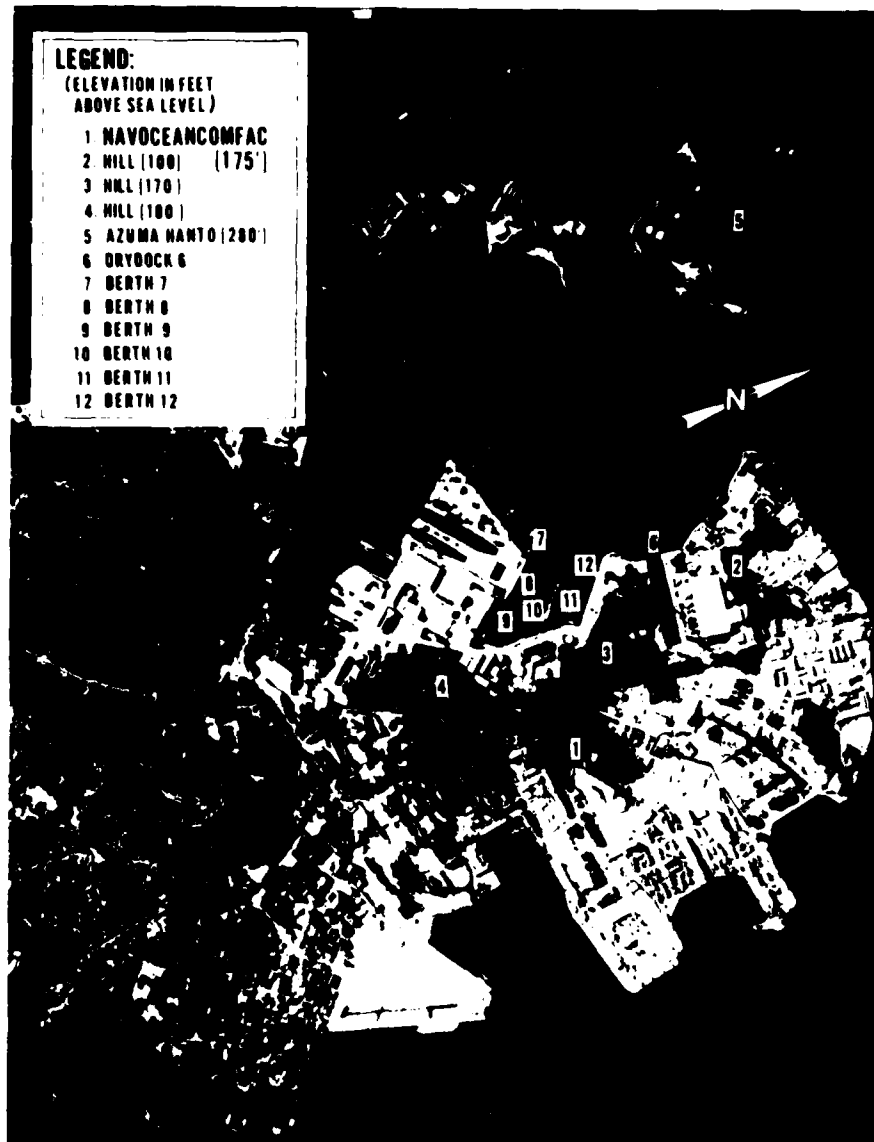 LEGEND:
(ELEVATION IN FEET
ABOVE SEA LEVEL)
1 NAVOCEANCOMFAC
2 HILL (180) (175')
3 HILL (170)
4 HILL (180)
5 AZUMA HANTO (280')
6 DRYDOCK 6
7 BERTH 7
8 BERTH 8
9 BERTH 9
10 BERTH 10
11 BERTH 11
12 BERTH 12
5
N
7
12
6
2
8
10
11
9
3
4
1